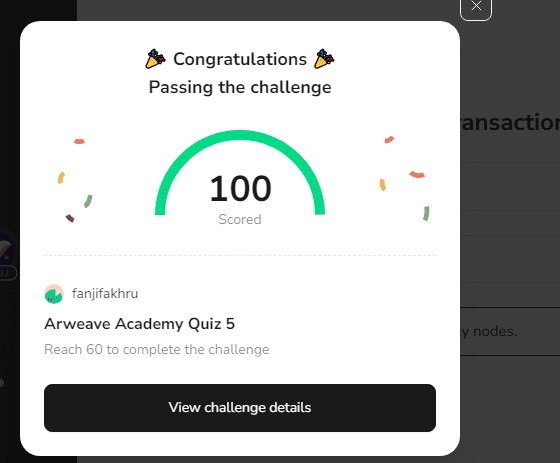 Congratulations
Passing the challenge
100
Scored
fanjifakhru
Arweave Academy Quiz 5
Reach 60 to complete the challenge
View challenge details
nodes.